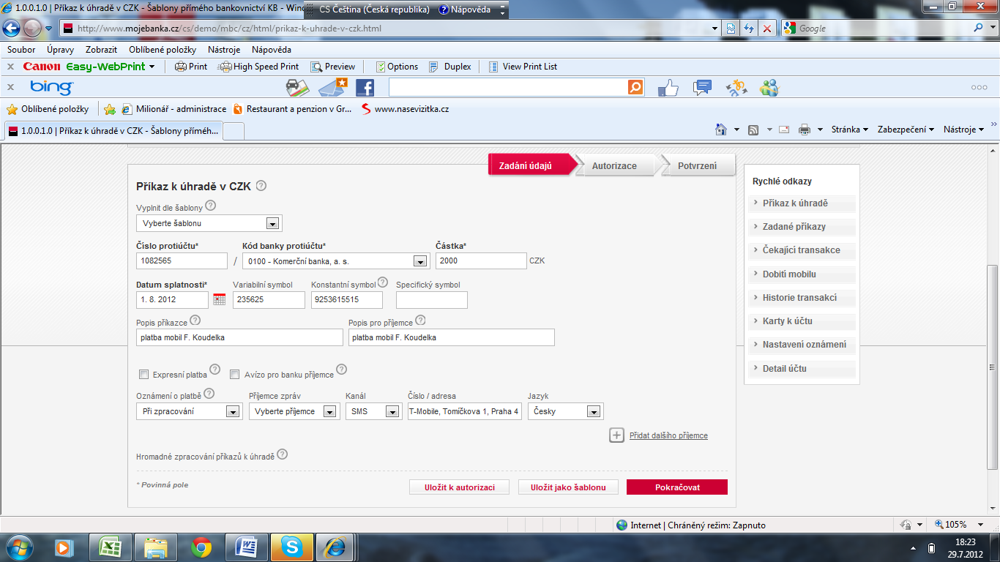 1.0.0.1.0 | Příkaz k úhradě v CZK - Šablony přímého bankovnictví KB - Wind
CS Čeština (Česká republika) Nápověda
http://www.mojebanka.cz/cs/demo/mbc/cz/html/prikaz-k-uhrade-v-czk.html
Google
Soubor Úpravy Zobrazit Oblíbené položky Nástroje Nápověda
x Canon Easy-WebPrint Print High Speed Print Preview Options Duplex View Print List
x bing
Oblíbené položky Milionář - administrace Restaurant a penzion v Gr... www.nasevizitka.cz
1.0.0.1.0 | Příkaz k úhradě v CZK - Šablony příméh...
Stránka Zabezpečení Nástroje
Zadání údajů Autorizace Potvrzení
Příkaz k úhradě v CZK ?
Vyplnit dle šablony ?
Vyberte šablonu
Číslo protiúčtu* Kód banky protiúčtu* Částka*
1082565 / 0100 - Komerční banka, a. s. 2000 CZK
Datum splatnosti* Variabilní symbol Konstantní symbol ? Specifický symbol
1. 8. 2012 235625 9253615515
Popis příkazce ? Popis pro příjemce ?
platba mobil F. Koudelka platba mobil F. Koudelka
Expresní platba ? Avízo pro banku příjemce ?
Oznámení o platbě ? Příjemce zpráv Kanál Číslo / adresa Jazyk
Při zpracování Vyberte příjemce SMS T-Mobile, Tomíčkova 1, Praha 4 Česky
Přidat dalšího příjemce
Hromadné zpracování příkazů k úhradě ?
* Povinná pole
Uložit k autorizaci Uložit jako šablonu Pokračovat
Rychlé odkazy
Příkaz k úhradě
Zadané příkazy
Čekající transakce
Dobití mobilu
Historie transakcí
Karty k účtu
Nastavení oznámení
Detail účtu
Internet | Chráněný režim: Zapnuto
105%
18:23
29.7.2012